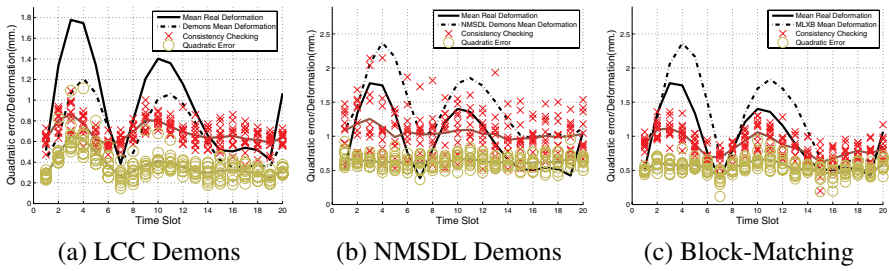 Mean Real Deformation
Demons Mean Deformation
Consistency Checking
Quadratic Error
Quadratic error/Deformation(mm.)
1.8
1.6
1.4
1.2
1
0.8
0.6
0.4
0.2
0
0 2 4 6 8 10 12 14 16 18 20
Time Slot
(a) LCC Demons
Mean Real Deformation
NMSDL Demons Mean Deformation
Consistency Checking
Quadratic Error
Quadratic error/Deformation(mm.)
2.5
2
1.5
1
0.5
0
0 2 4 6 8 10 12 14 16 18 20
Time Slot
(b) NMSDL Demons
Mean Real Deformation
MLXB Mean Deformation
Consistency Checking
Quadratic Error
Quadratic error/Deformation(mm.)
2.5
2
1.5
1
0.5
0
0 2 4 6 8 10 12 14 16 18 20
Time Slot
(c) Block-Matching